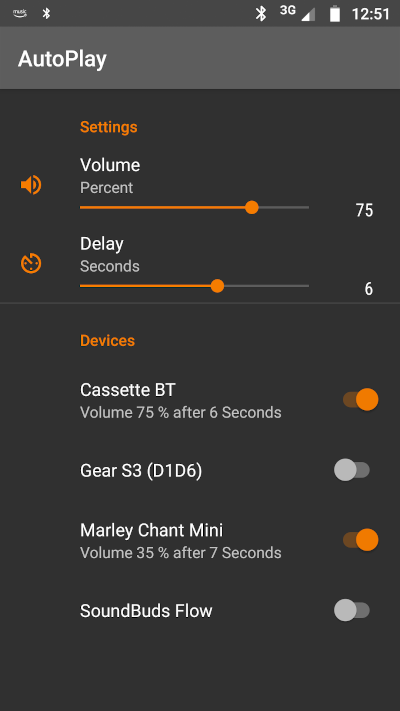 music 3G 12:51
AutoPlay
Settings
Volume
Percent
75
Delay
Seconds
6
Devices
Cassette BT
Volume 75 % after 6 Seconds
Gear S3 (D1D6)
Marley Chant Mini
Volume 35 % after 7 Seconds
SoundBuds Flow